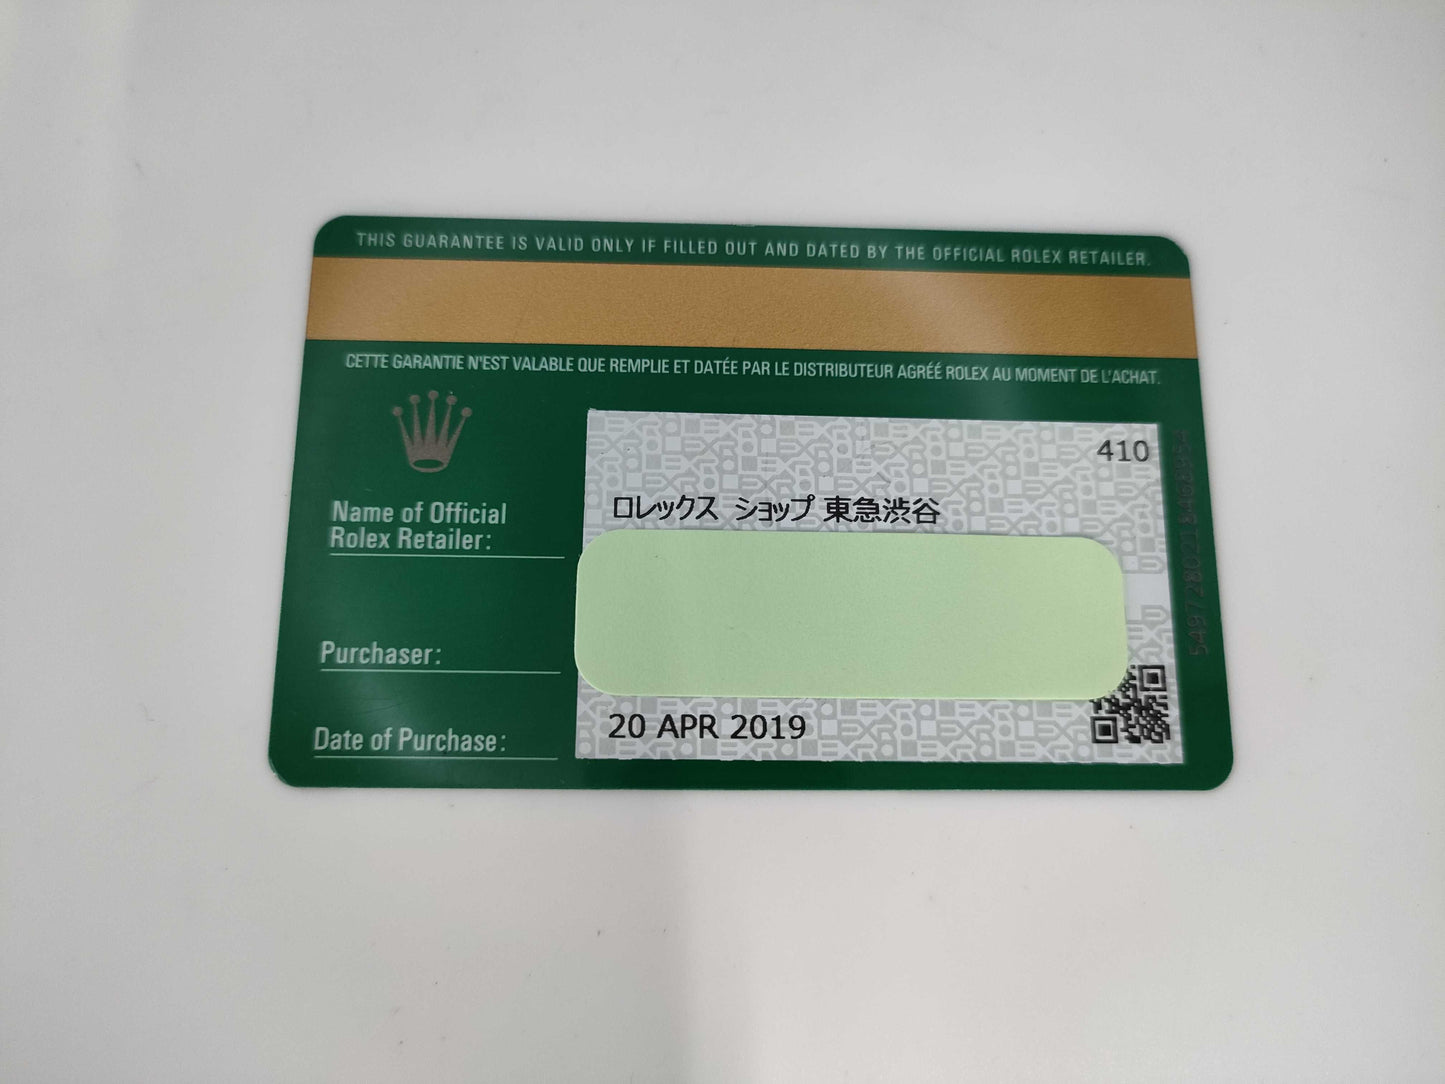 THIS GUARANTEE IS VALID ONLY IF FILLED OUT AND DATED BY THE OFFICIAL ROLEX RETAILER.
CETTE GARANTIE N'EST VALABLE QUE REMPLIE ET DATÉE PAR LE DISTRIBUTEUR AGRÉÉ ROLEX AU MOMENT DE L'ACHAT.
410
Name of Official
Rolex Retailer:
ロレックス ショップ 東急渋谷
Purchaser:
Date of Purchase:
20 APR 2019